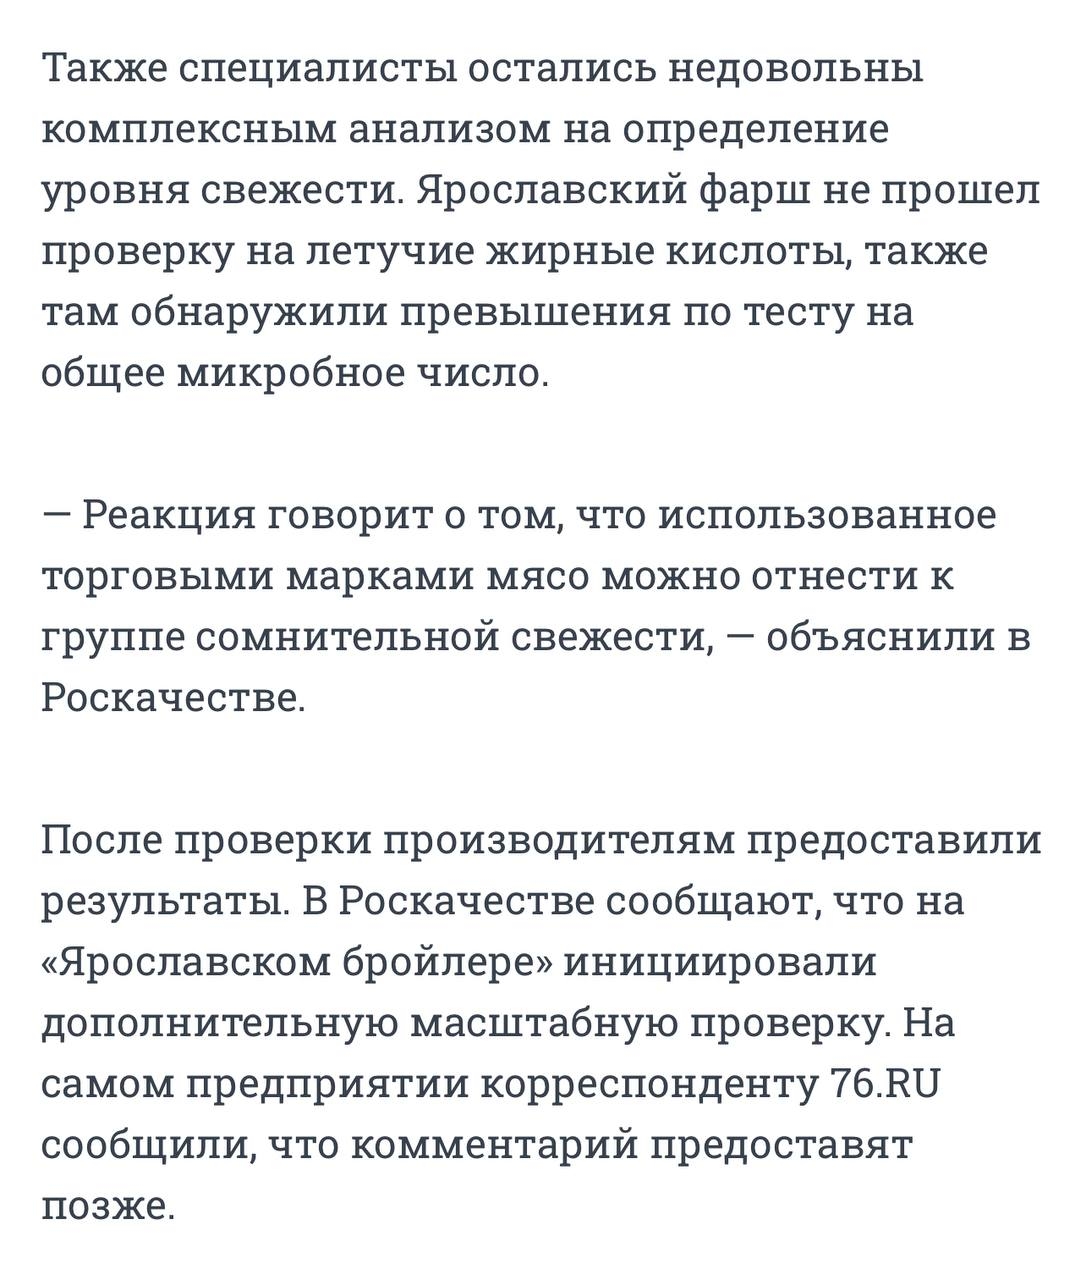 Также специалисты остались недовольны
комплексным анализом на определение
уровня свежести. Ярославский фарш не прошел
проверку на летучие жирные кислоты, также
там обнаружили превышения по тесту на
общее микробное число.
— Реакция говорит о том, что использованное
торговыми марками мясо можно отнести к
группе сомнительной свежести, — объяснили в
Роскачестве.
После проверки производителям предоставили
результаты. В Роскачестве сообщают, что на
«Ярославском бройлере» инициировали
дополнительную масштабную проверку. На
самом предприятии корреспонденту 76.RU
сообщили, что комментарий предоставят
позже.